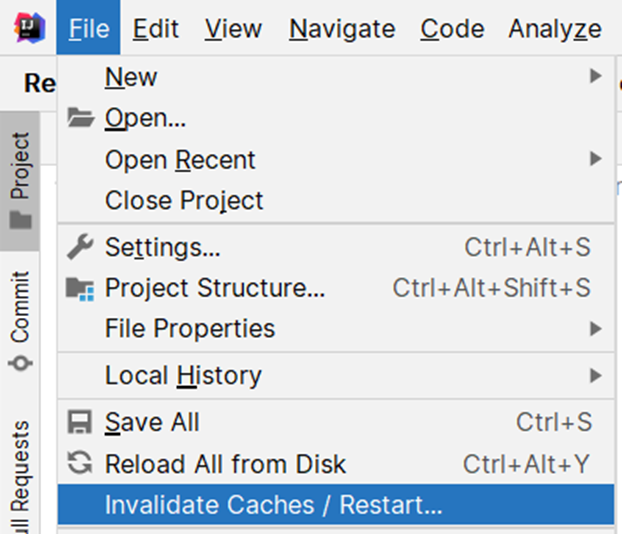 File Edit View Navigate Code Analyze
Re
New
Open...
Open Recent
Close Project
Settings... Ctrl+Alt+S
Project Structure... Ctrl+Alt+Shift+S
File Properties
Local History
Save All Ctrl+S
Reload All from Disk Ctrl+Alt+Y
Invalidate Caches / Restart...
Project
Commit
ull Requests